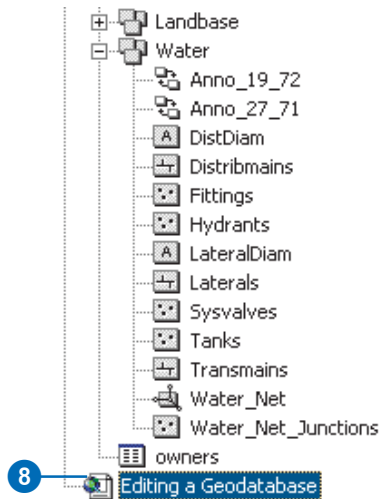 Landbase
Water
Anno_19_72
Anno_27_71
A DistDiam
Distribmains
Fittings
Hydrants
A LateralDiam
Laterals
Sysvalves
Tanks
Transmains
Water_Net
Water_Net_Junctions
owners
8 Editing a Geodatabase